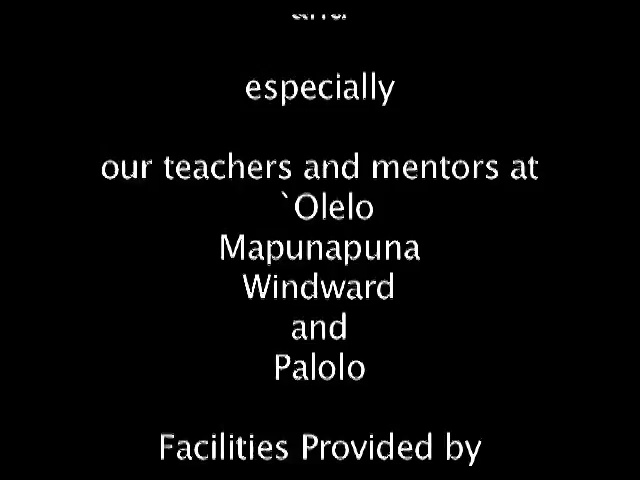 especially
our teachers and mentors at
`Olelo
Mapunapuna
Windward
and
Palolo
Facilities Provided by